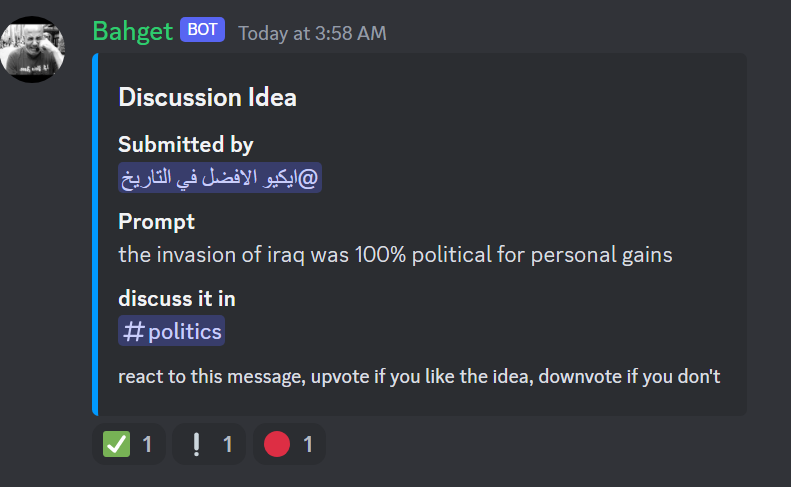 Bahget BOT Today at 3:58 AM
Discussion Idea
Submitted by
@ايكيو الافضل في التاريخ
Prompt
the invasion of iraq was 100% political for personal gains
discuss it in
#politics
react to this message, upvote if you like the idea, downvote if you don't
✅ 1 ❕ 1 🔴 1